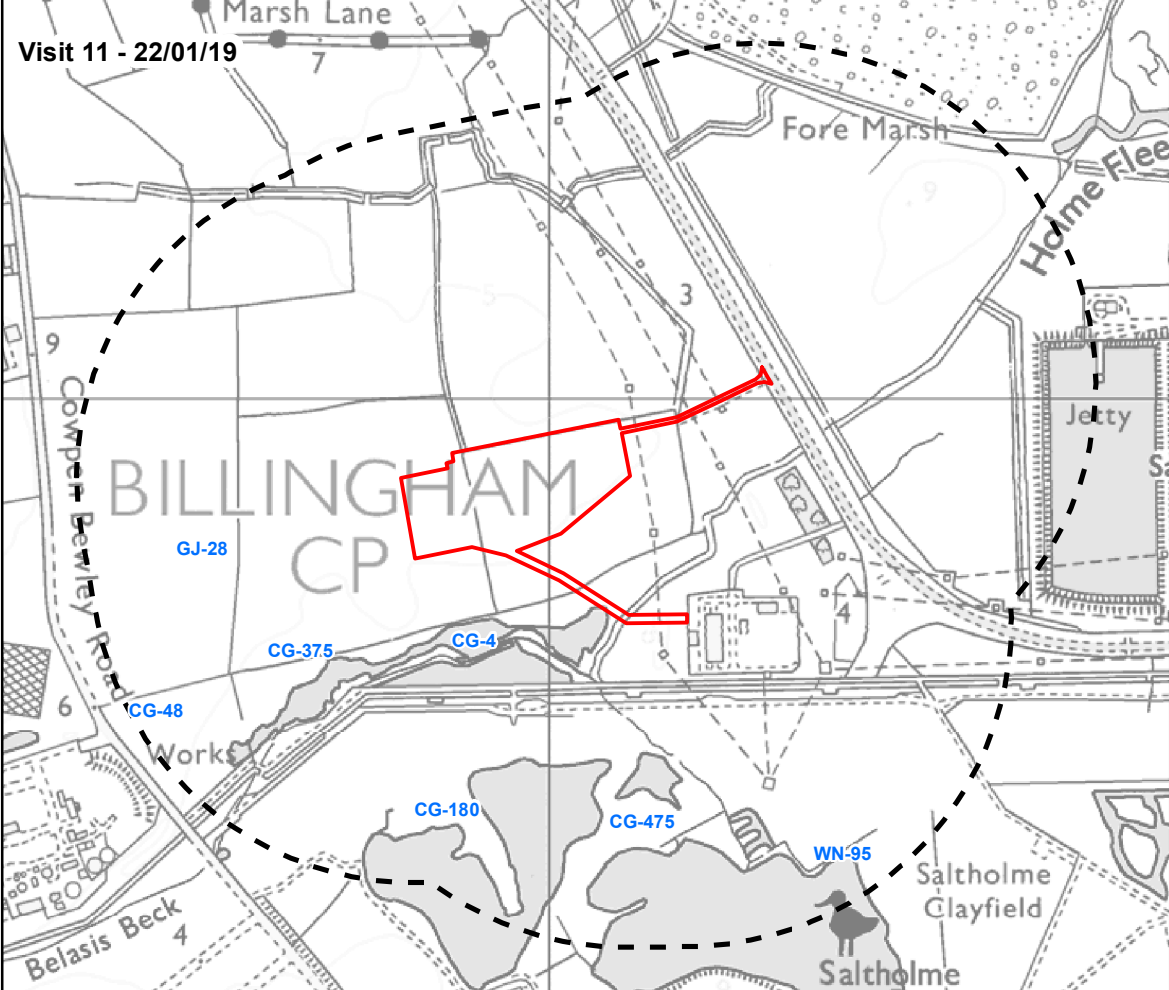 Marsh Lane
Visit 11 - 22/01/19
7
Fore Marsh
9
Holme Flee
3
5
9
Jetty
Cowpen Bewley Road
BILLINGHAM
CP
Sa
GJ-28
4
CG-4
CG-375
6
CG-48
Works
CG-180
CG-475
WN-95
Saltholme
Clayfield
Belasis Beck
4
Saltholme